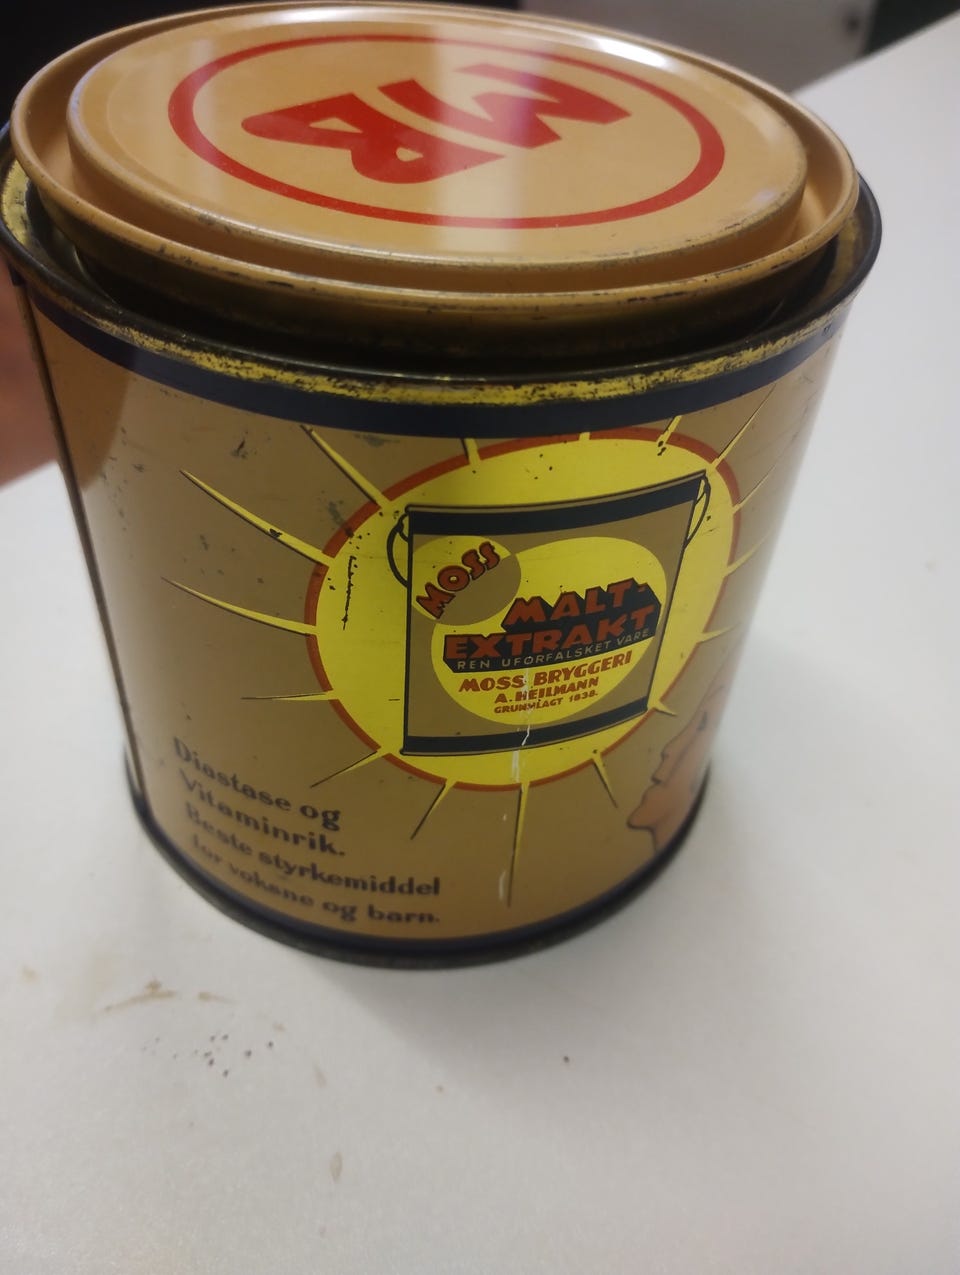 MB
MOSS
MALT-
EXTRAKT
REN UFORFALSKET VARE
MOSS BRYGGERI
A. HEILMANN
GRUNNLAGT 1838.
Diastase og
Vitaminrik.
Beste styrkemiddel
for voksne og barn.